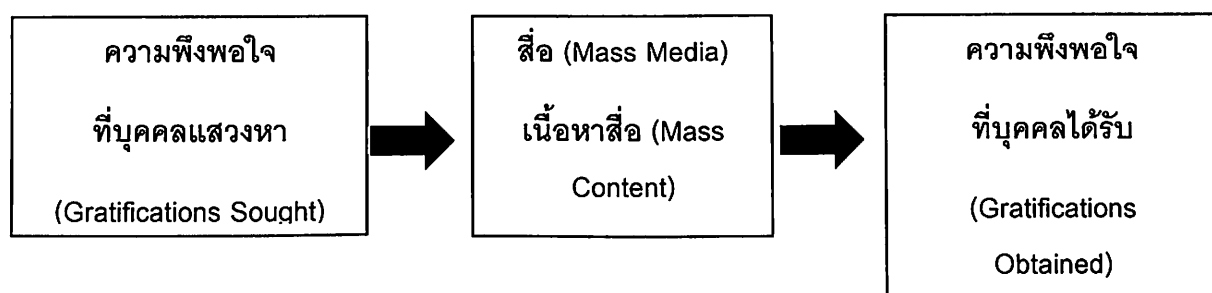 ความพึงพอใจ
ที่บุคคลแสวงหา
(Gratifications Sought)
สื่อ (Mass Media)
เนื้อหาสื่อ (Mass
Content)
ความพึงพอใจ
ที่บุคคลได้รับ
(Gratifications
Obtained)